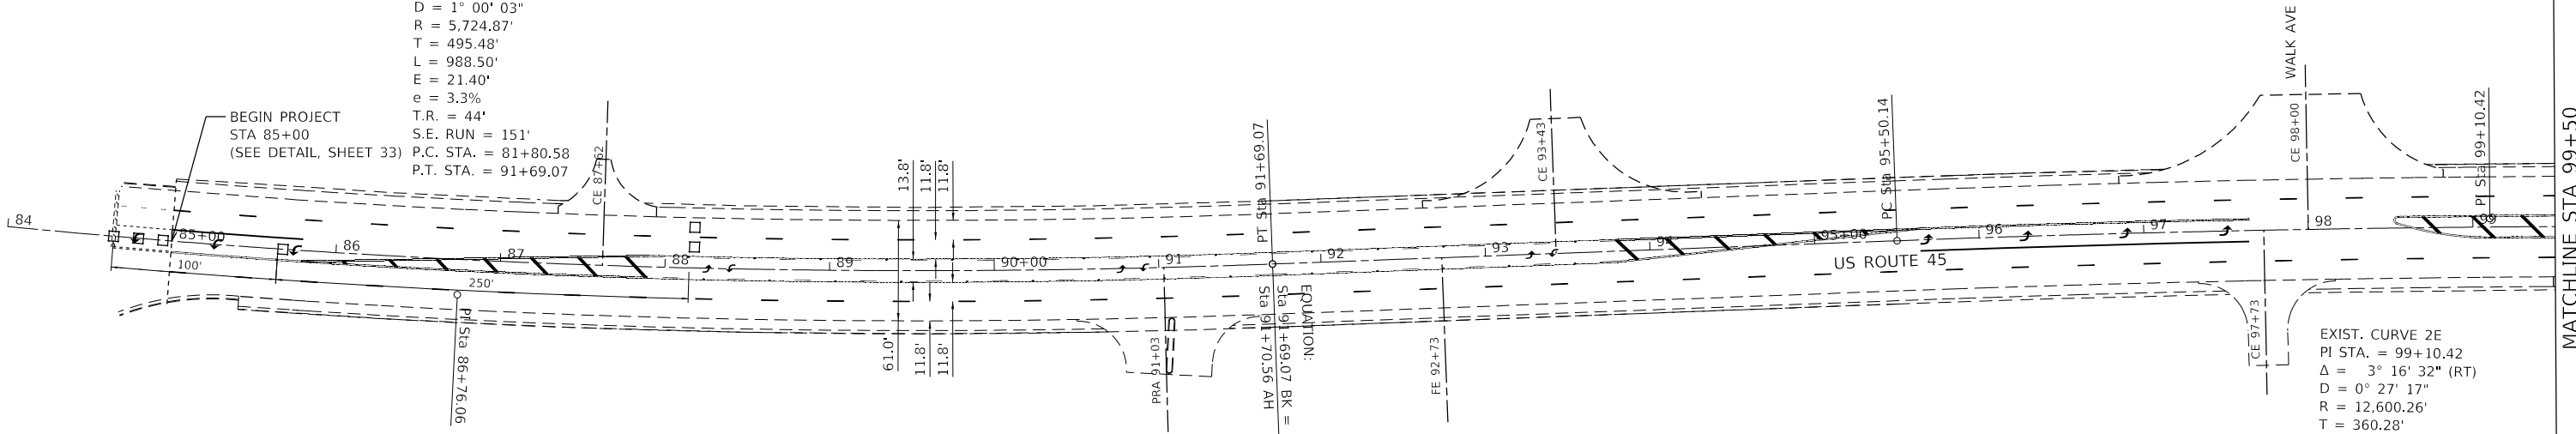 D = 1° 00' 03"
R = 5,724.87'
T = 495.48'
L = 988.50'
E = 21.40'
e = 3.3%
T.R. = 44'
S.E. RUN = 151'
P.C. STA. = 81+80.58
P.T. STA. = 91+69.07
BEGIN PROJECT
STA 85+00
(SEE DETAIL, SHEET 33)
84
85+00
86
87
88
89
90+00
91
92
93
94
95+00
96
97
98
99
100'
250'
PI Sta 86+76.06
CE 87+62
13.8'
11.8'
11.8'
61.0'
11.8'
11.8'
PRA 91+03
PT Sta 91+69.07
EQUATION:
Sta 91+69.07 BK =
Sta 91+70.56 AH
FE 92+73
CE 93+43
PC Sta 95+50.14
US ROUTE 45
CE 97+73
CE 98+00
WALK AVE
PI Sta 99+10.42
EXIST. CURVE 2E
PI STA. = 99+10.42
Δ = 3° 16' 32" (RT)
D = 0° 27' 17"
R = 12,600.26'
T = 360.28'
MATCHLINE STA 99+50